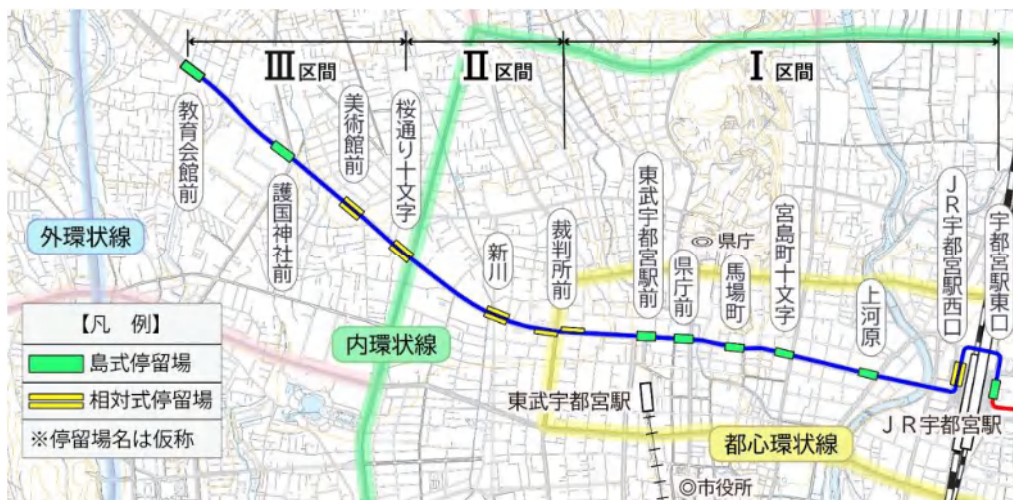 III区間
II区間
I区間
教育会館前
護国神社前
美術館前
桜通り十文字
新川
裁判所前
東武宇都宮駅前
県庁前
馬場町
宮島町十文字
上河原
JR宇都宮駅西口
宇都宮駅東口
◎県庁
外環状線
内環状線
【凡 例】
島式停留場
相対式停留場
※停留場名は仮称
東武宇都宮駅
JR宇都宮駅
都心環状線
◎市役所